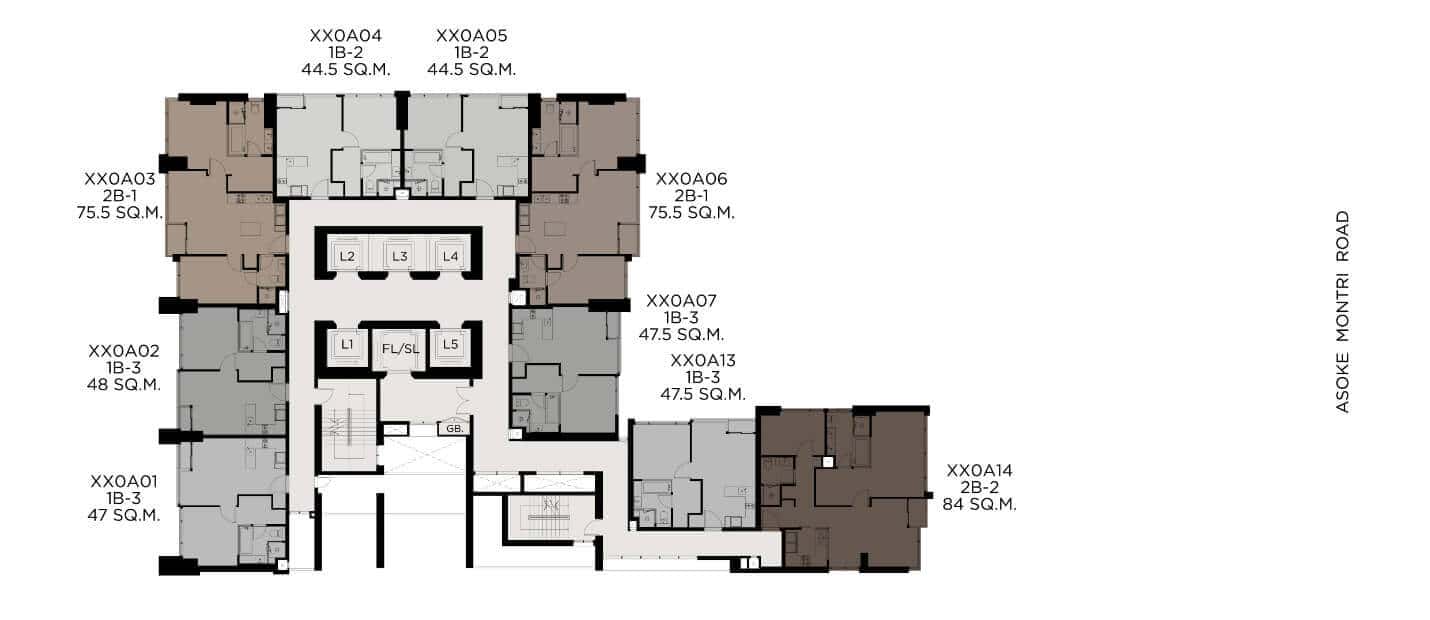 XX0A04
1B-2
44.5 SQ.M.
XX0A05
1B-2
44.5 SQ.M.
XX0A03
2B-1
75.5 SQ.M.
XX0A06
2B-1
75.5 SQ.M.
L2
L3
L4
XX0A07
1B-3
47.5 SQ.M.
L1
FL/SL
L5
XX0A02
1B-3
48 SQ.M.
XX0A13
1B-3
47.5 SQ.M.
GB.
XX0A01
1B-3
47 SQ.M.
XX0A14
2B-2
84 SQ.M.
ASOKE MONTRI ROAD